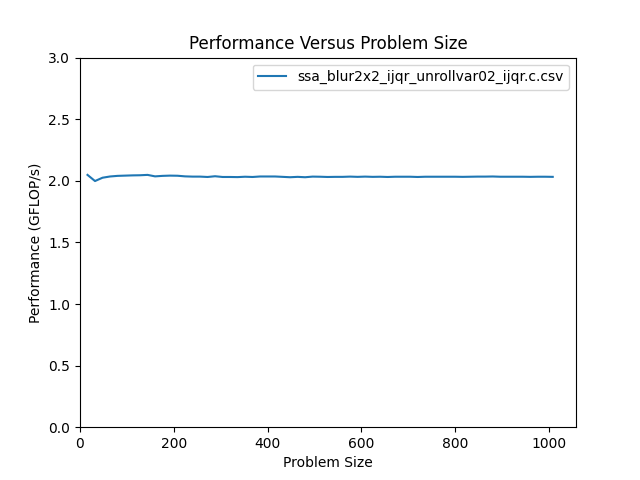 Performance Versus Problem Size
ssa_blur2x2_ijqr_unrollvar02_ijqr.c.csv
3.0
2.5
2.0
1.5
1.0
0.5
0.0
Performance (GFLOP/s)
0 200 400 600 800 1000
Problem Size